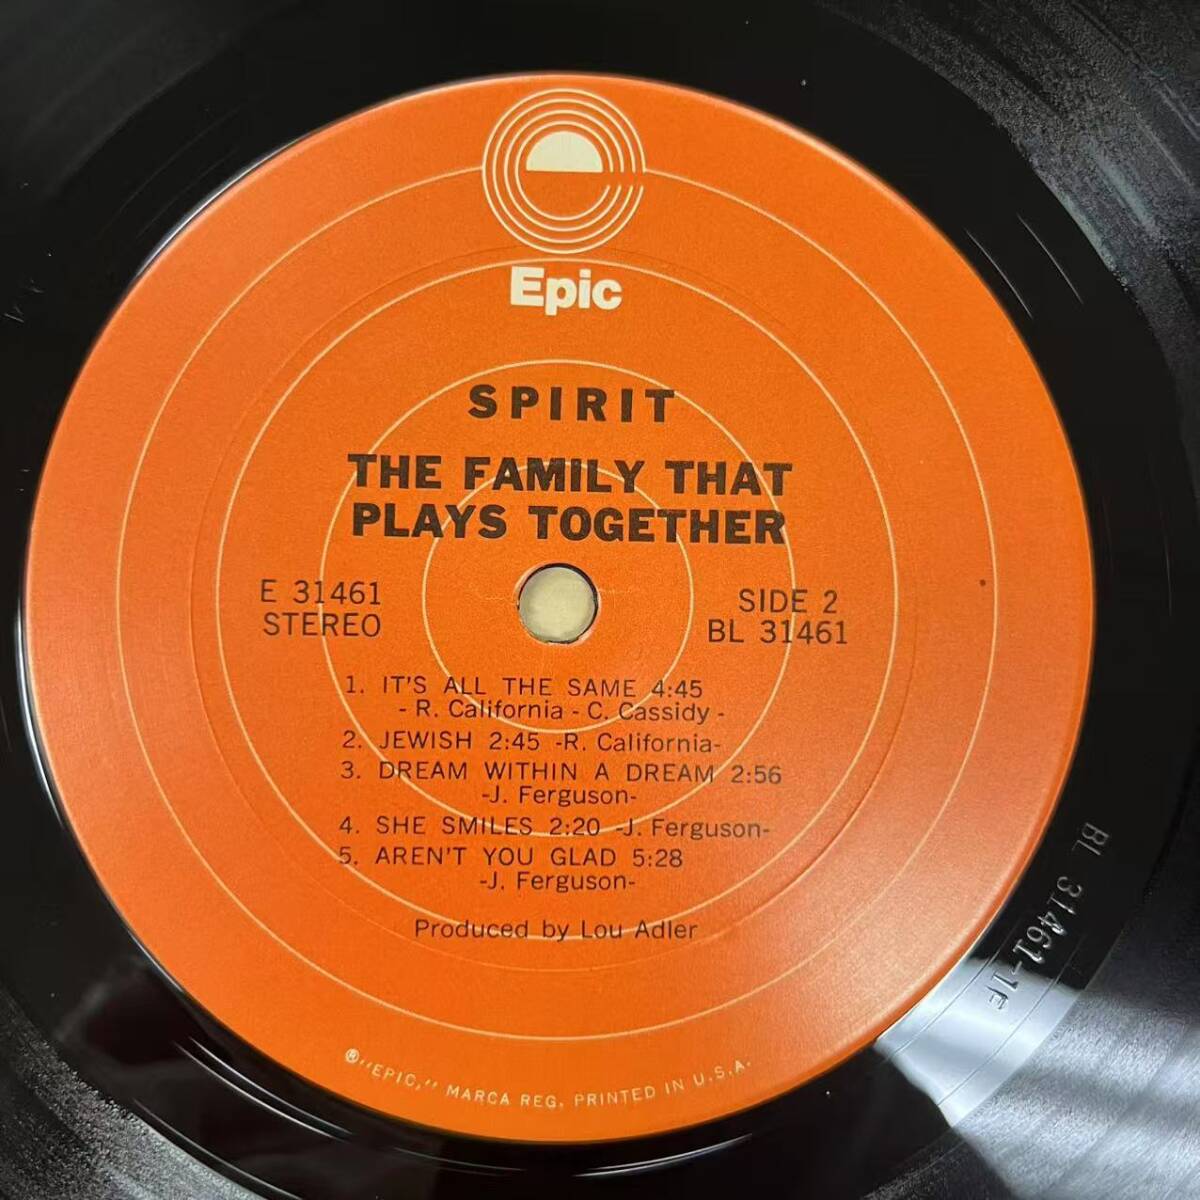 Epic
SPIRIT
THE FAMILY THAT
PLAYS TOGETHER
E 31461
STEREO
SIDE 2
BL 31461
1. IT'S ALL THE SAME 4:45
- R. California - C. Cassidy -
2. JEWISH 2:45 -R. California-
3. DREAM WITHIN A DREAM 2:56
-J. Ferguson-
4. SHE SMILES 2:20 -J. Ferguson-
5. AREN'T YOU GLAD 5:28
-J. Ferguson-
Produced by Lou Adler
® "EPIC," MARCA REG. PRINTED IN U.S.A.
BL 31461-1F